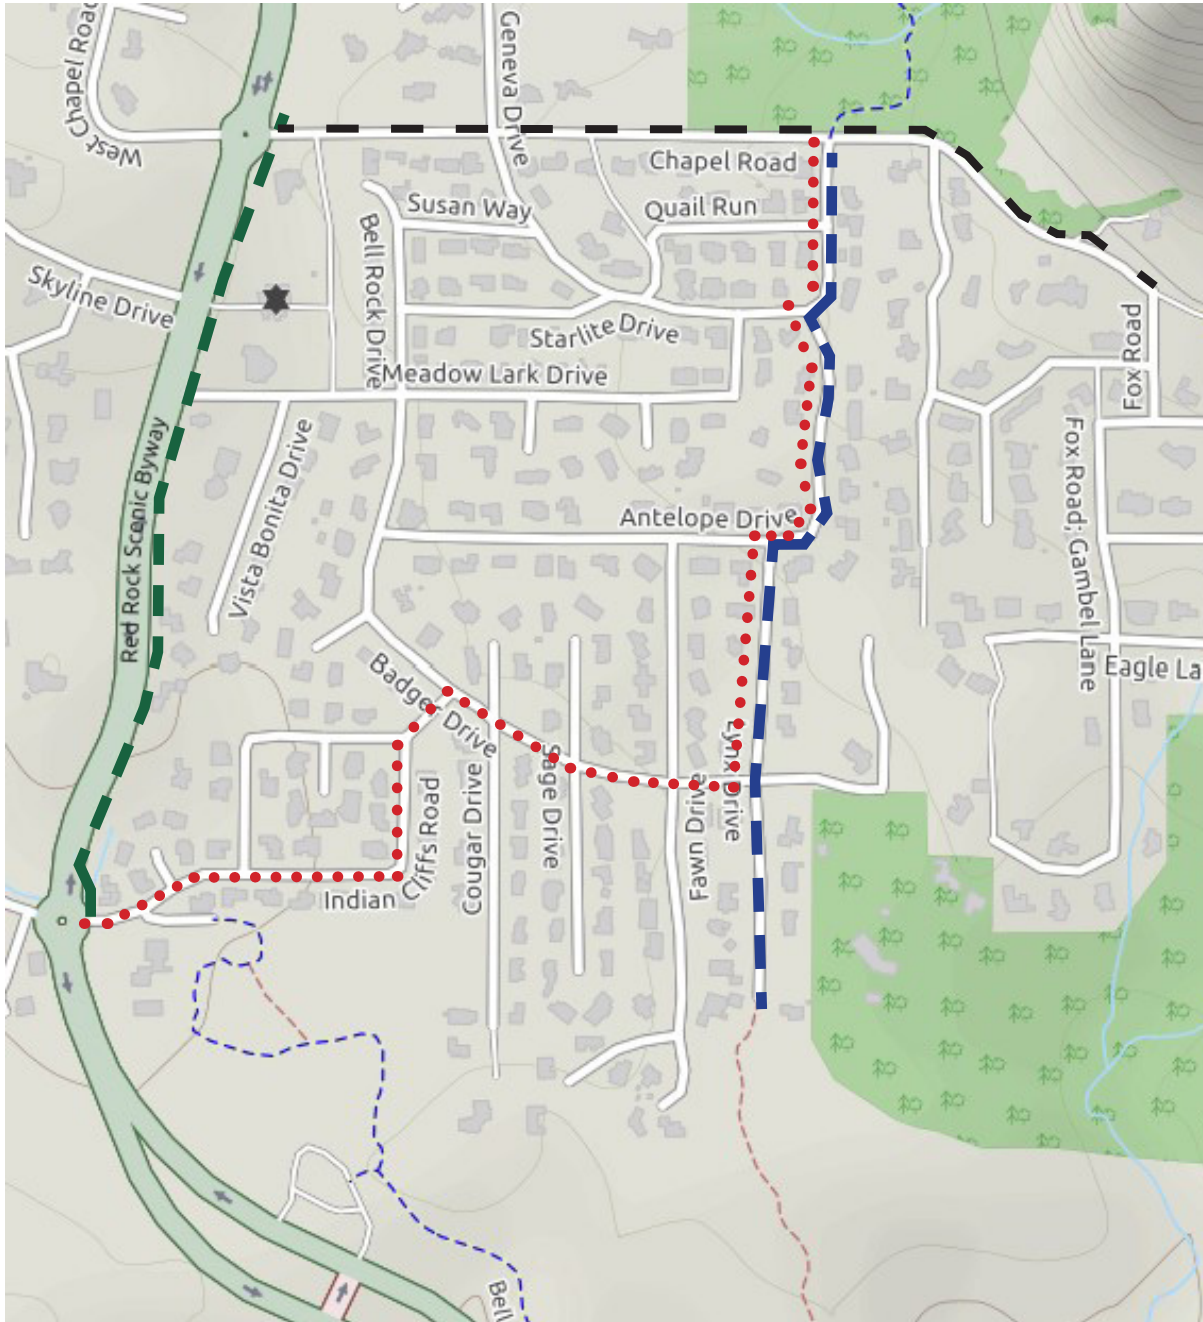 West Chapel Road
Geneva Drive
Chapel Road
Susan Way
Quail Run
Bell Rock Drive
Skyline Drive
Starlite Drive
Fox Road
Meadow Lark Drive
Red Rock Scenic Byway
Vista Bonita Drive
Antelope Drive
Fox Road; Gambel Lane
Eagle La
Badger Drive
Cougar Drive
Sage Drive
Fawn Drive
Lynx Drive
Indian Cliffs Road
Bell